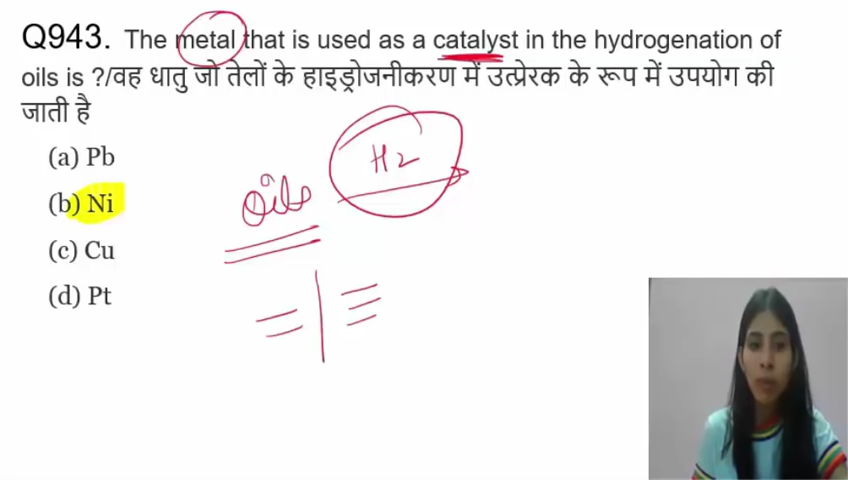 Q943. The metal that is used as a catalyst in the hydrogenation of
oils is ?/वह धातु जो तेलों के हाइड्रोजनीकरण में उत्प्रेरक के रूप में उपयोग की
जाती है
(a) Pb
(b) Ni
(c) Cu
(d) Pt
H2
Oils